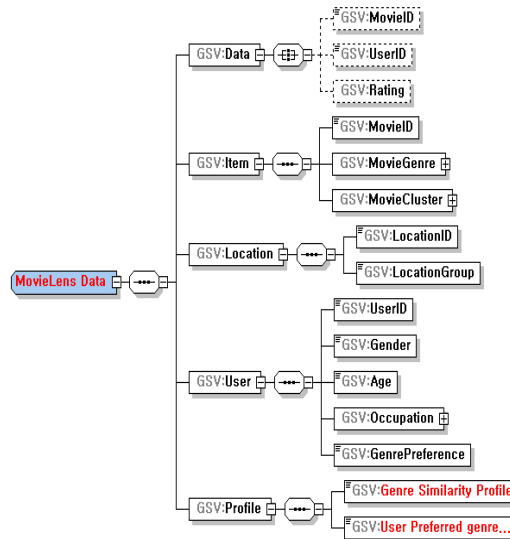 GSV:MovieID
GSV:Data
GSV:UserID
GSV:Rating
GSV:MovieID
GSV:Item
GSV:MovieGenre
GSV:MovieCluster
GSV:LocationID
GSV:Location
GSV:LocationGroup
MovieLens Data
GSV:UserID
GSV:Gender
GSV:User
GSV:Age
GSV:Occupation
GSV:GenrePreference
GSV:Genre Similarity Profile
GSV:Profile
GSV:User Preferred genre...